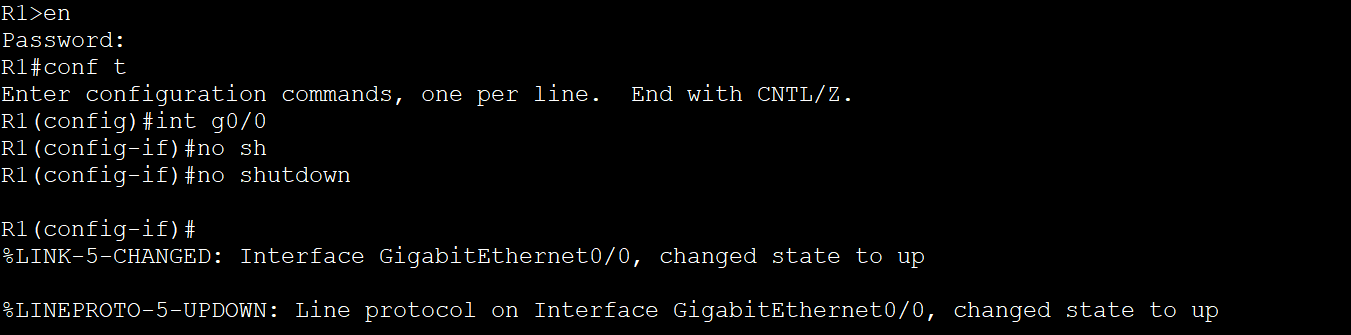 R1>en
Password:
R1#conf t
Enter configuration commands, one per line.  End with CNTL/Z.
R1(config)#int g0/0
R1(config-if)#no sh
R1(config-if)#no shutdown
R1(config-if)#
%LINK-5-CHANGED: Interface GigabitEthernet0/0, changed state to up
%LINEPROTO-5-UPDOWN: Line protocol on Interface GigabitEthernet0/0, changed state to up